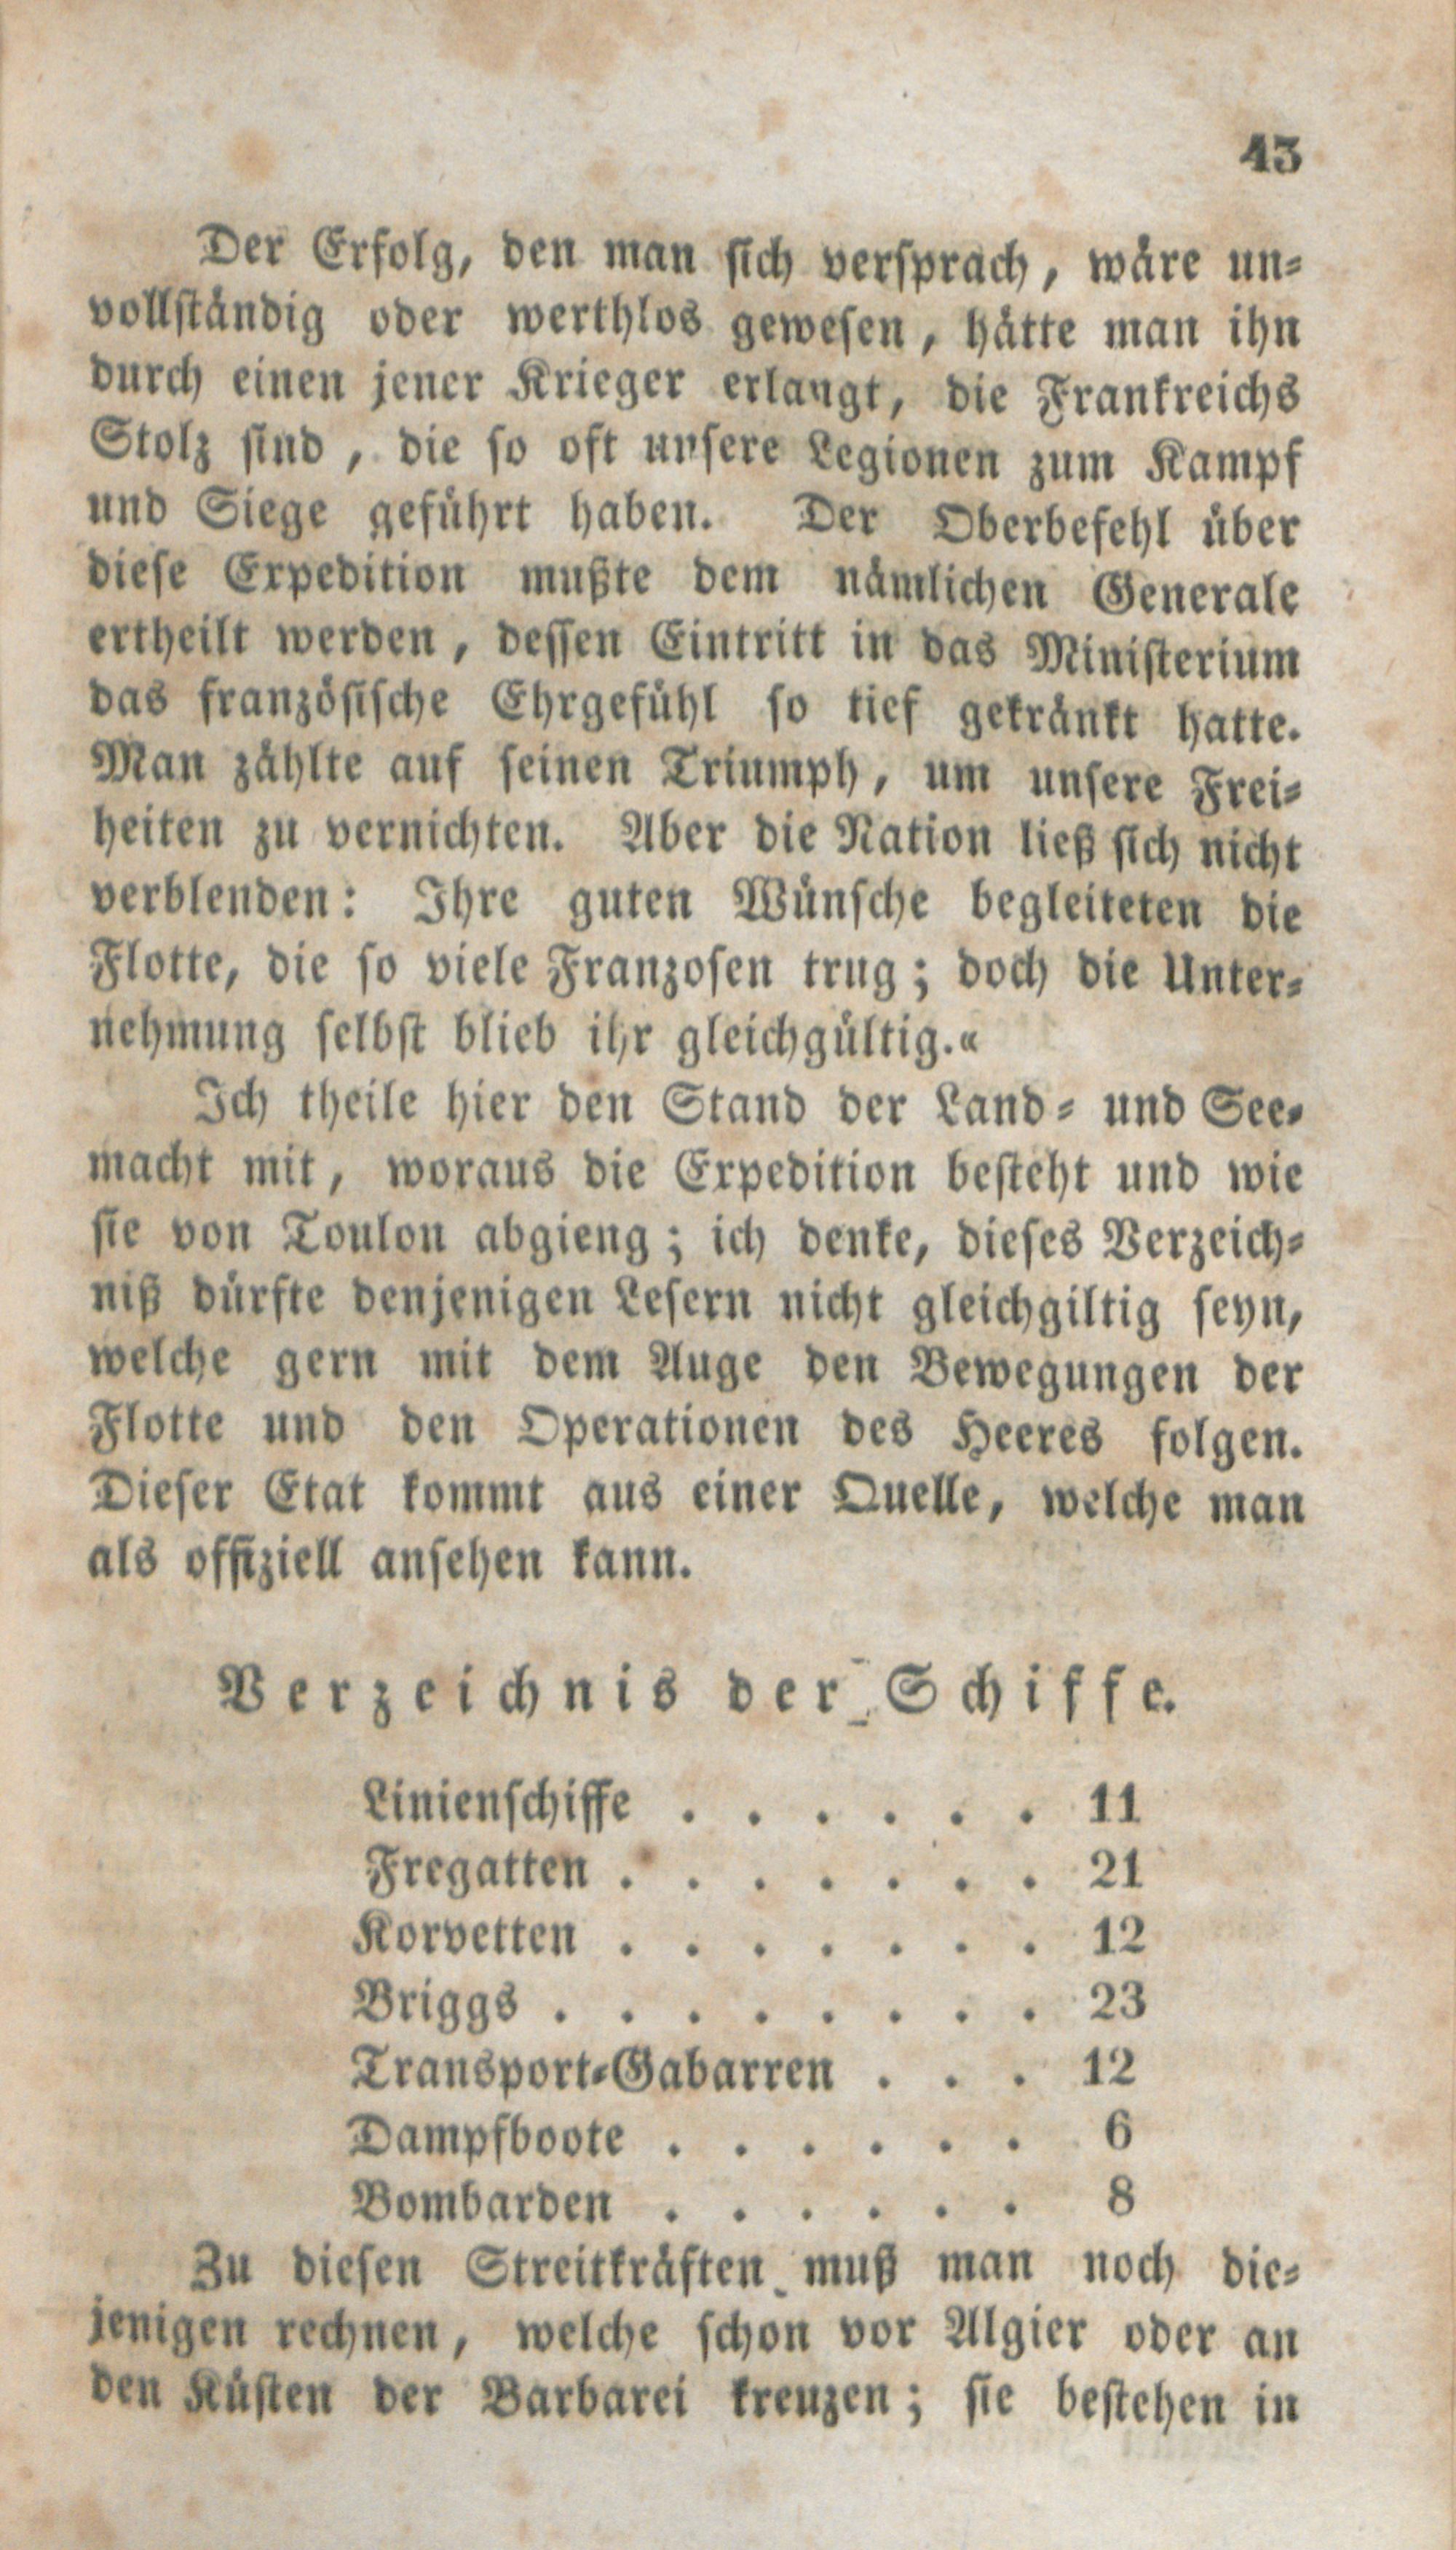 43
Der Erfolg, den man sich versprach, wäre un-
vollständig oder werthlos gewesen, hätte man ihn
durch einen jener Krieger erlangt, die Frankreichs
Stolz sind, die so oft unsere Legionen zum Kampf
und Siege geführt haben. Der Oberbefehl über
diese Expedition mußte dem nämlichen Generale
ertheilt werden, dessen Eintritt in das Ministerium
das französische Ehrgefühl so tief gekränkt hatte.
Man zählte auf seinen Triumph, um unsere Frei-
heiten zu vernichten. Aber die Nation ließ sich nicht
verblenden: Ihre guten Wünsche begleiteten die
Flotte, die so viele Franzosen trug; doch die Unter-
nehmung selbst blieb ihr gleichgültig.«
Ich theile hier den Stand der Land- und See-
macht mit, woraus die Expedition besteht und wie
sie von Toulon abgieng; ich denke, dieses Verzeich-
niß dürfte denjenigen Lesern nicht gleichgiltig seyn,
welche gern mit dem Auge den Bewegungen der
Flotte und den Operationen des Heeres folgen.
Dieser Etat kommt aus einer Quelle, welche man
als offiziell ansehen kann.
Verzeichnis der Schiffe.
Linienschiffe . . . . . . 11
Fregatten . . . . . . . 21
Korvetten . . . . . . . 12
Briggs . . . . . . . . 23
Transport-Gabarren . . . 12
Dampfboote . . . . . . 6
Bombarden . . . . . . 8
Zu diesen Streitkräften muß man noch die-
jenigen rechnen, welche schon vor Algier oder an
den Küsten der Barbarei kreuzen; sie bestehen in